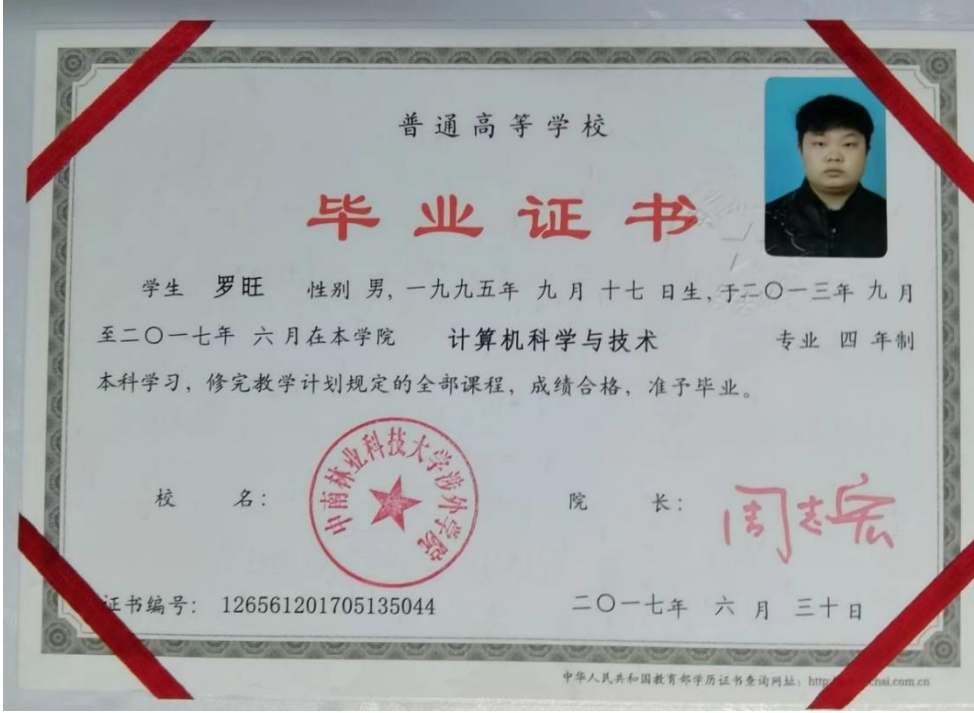 普通高等学校
毕业证书
学生 罗旺 性别 男，一九九五年 九 月 十七 日生，于二〇一三年 九 月
至二〇一七年 六 月在本学院 计算机科学与技术 专业 四 年制
本科学习，修完教学计划规定的全部课程，成绩合格，准予毕业。
中南林业科技大学涉外学院
校 名： 院 长： 周志宏
证书编号： 126561201705135044 二〇一七年 六 月 三十日
中华人民共和国教育部学历证书查询网址：http chsi.com.cn